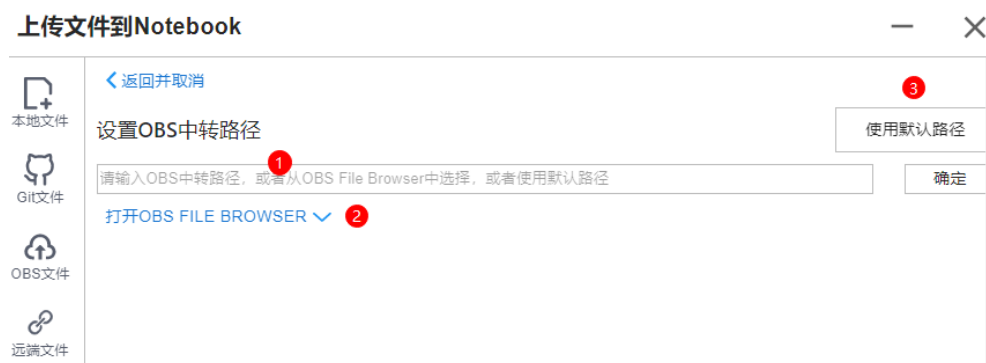 上传文件到Notebook
返回并取消
3
本地文件
设置OBS中转路径
使用默认路径
1
请输入OBS中转路径，或者从OBS File Browser中选择，或者使用默认路径
确定
Git文件
打开OBS FILE BROWSER
2
OBS文件
远端文件